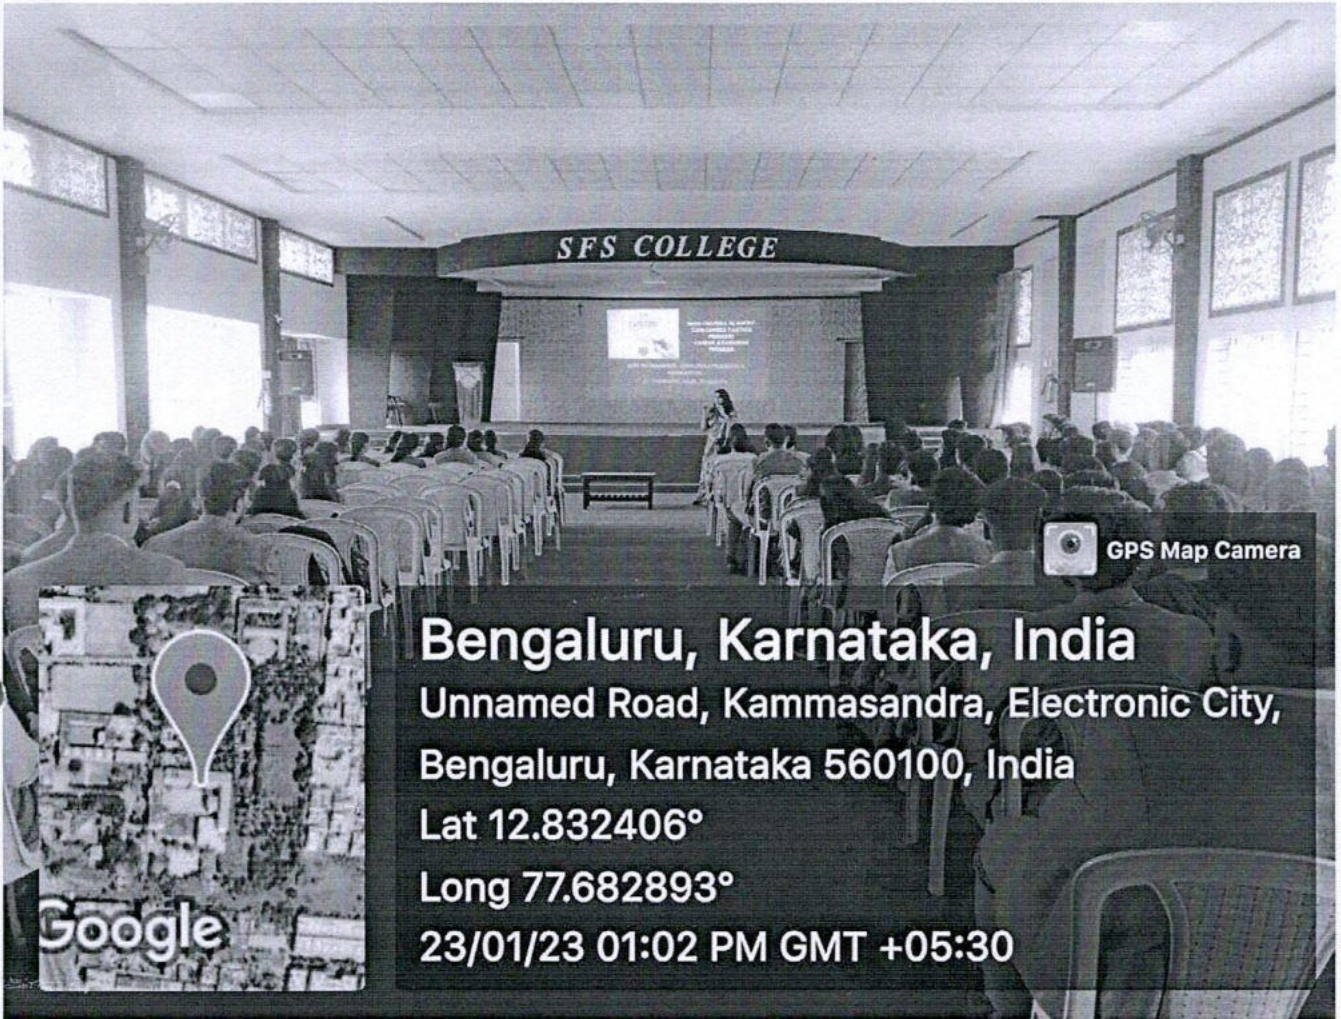 SFS COLLEGE
GPS Map Camera
Bengaluru, Karnataka, India
Unnamed Road, Kammasandra, Electronic City,
Bengaluru, Karnataka 560100, India
Lat 12.832406°
Long 77.682893°
23/01/23 01:02 PM GMT +05:30
Google